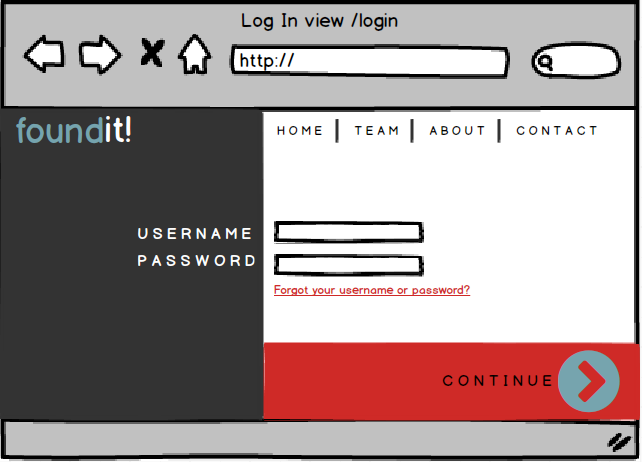 Log In view /login
http://
foundit!
HOME | TEAM | ABOUT | CONTACT
USERNAME
PASSWORD
Forgot your username or password?
CONTINUE